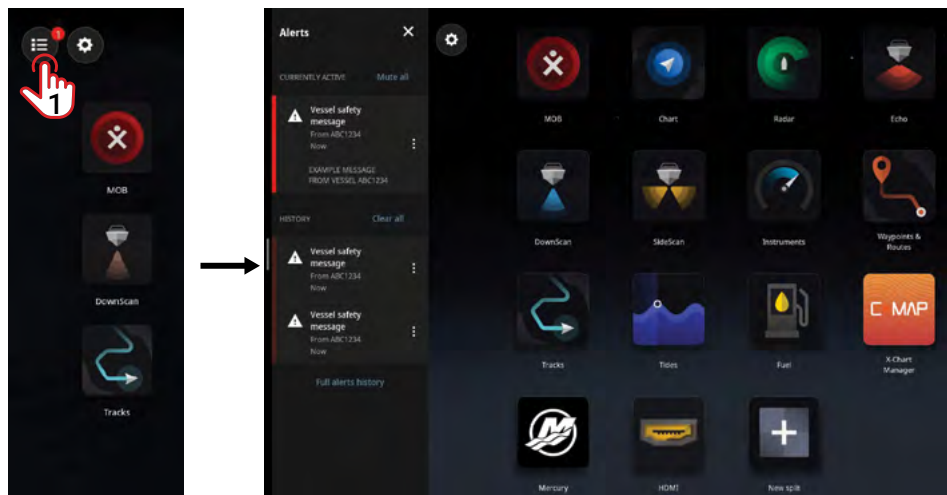 1
1
MOB
DownScan
Tracks
Alerts
CURRENTLY ACTIVE Mute all
Vessel safety
message
From ABC1234
Now
EXAMPLE MESSAGE
FROM VESSEL ABC1234
HISTORY Clear all
Vessel safety
message
From ABC1234
Now
Vessel safety
message
From ABC1234
Now
Full alerts history
MOB Chart Radar Echo
DownScan SideScan Instruments Waypoints &
Routes
C MAP
Tracks Tides Fuel X-Chart
Manager
Mercury HDMI New split